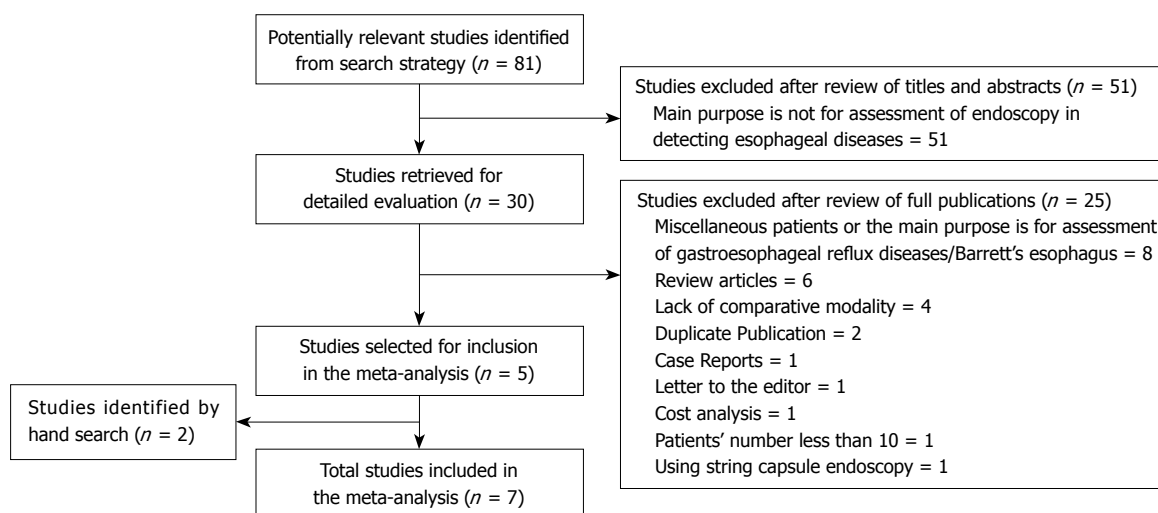 Potentially relevant studies identified
from search strategy (n = 81)
Studies excluded after review of titles and abstracts (n = 51)
Main purpose is not for assessment of endoscopy in
detecting esophageal diseases = 51
Studies retrieved for
detailed evaluation (n = 30)
Studies excluded after review of full publications (n = 25)
Miscellaneous patients or the main purpose is for assessment
of gastroesophageal reflux diseases/Barrett's esophagus = 8
Review articles = 6
Lack of comparative modality = 4
Duplicate Publication = 2
Case Reports = 1
Letter to the editor = 1
Cost analysis = 1
Patients' number less than 10 = 1
Using string capsule endoscopy = 1
Studies selected for inclusion
in the meta-analysis (n = 5)
Studies identified by
hand search (n = 2)
Total studies included in
the meta-analysis (n = 7)